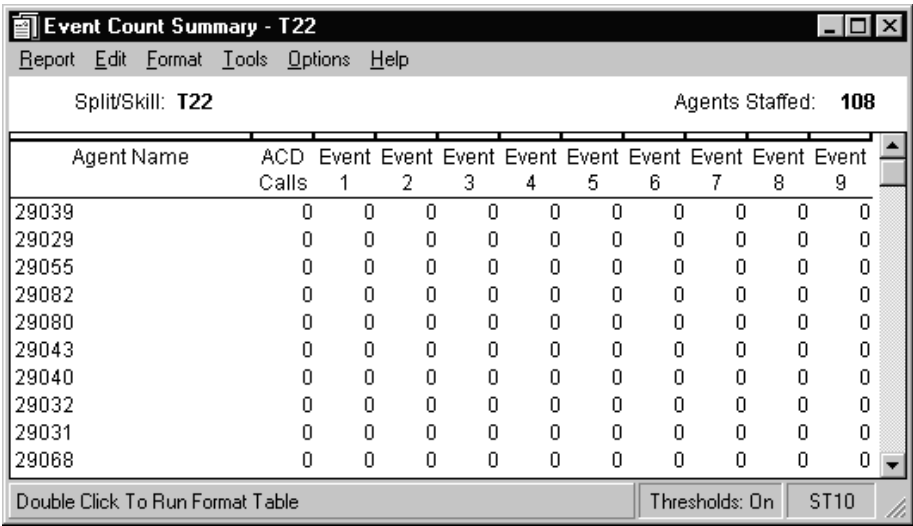 Event Count Summary - T22
Report Edit Format Tools Options Help
Split/Skill: T22 Agents Staffed: 108
Agent Name ACD Event Event Event Event Event Event Event Event Event
Calls 1 2 3 4 5 6 7 8 9
29039 0 0 0 0 0 0 0 0 0 0
29029 0 0 0 0 0 0 0 0 0 0
29055 0 0 0 0 0 0 0 0 0 0
29082 0 0 0 0 0 0 0 0 0 0
29080 0 0 0 0 0 0 0 0 0 0
29043 0 0 0 0 0 0 0 0 0 0
29040 0 0 0 0 0 0 0 0 0 0
29032 0 0 0 0 0 0 0 0 0 0
29031 0 0 0 0 0 0 0 0 0 0
29068 0 0 0 0 0 0 0 0 0 0
Double Click To Run Format Table Thresholds: On ST10